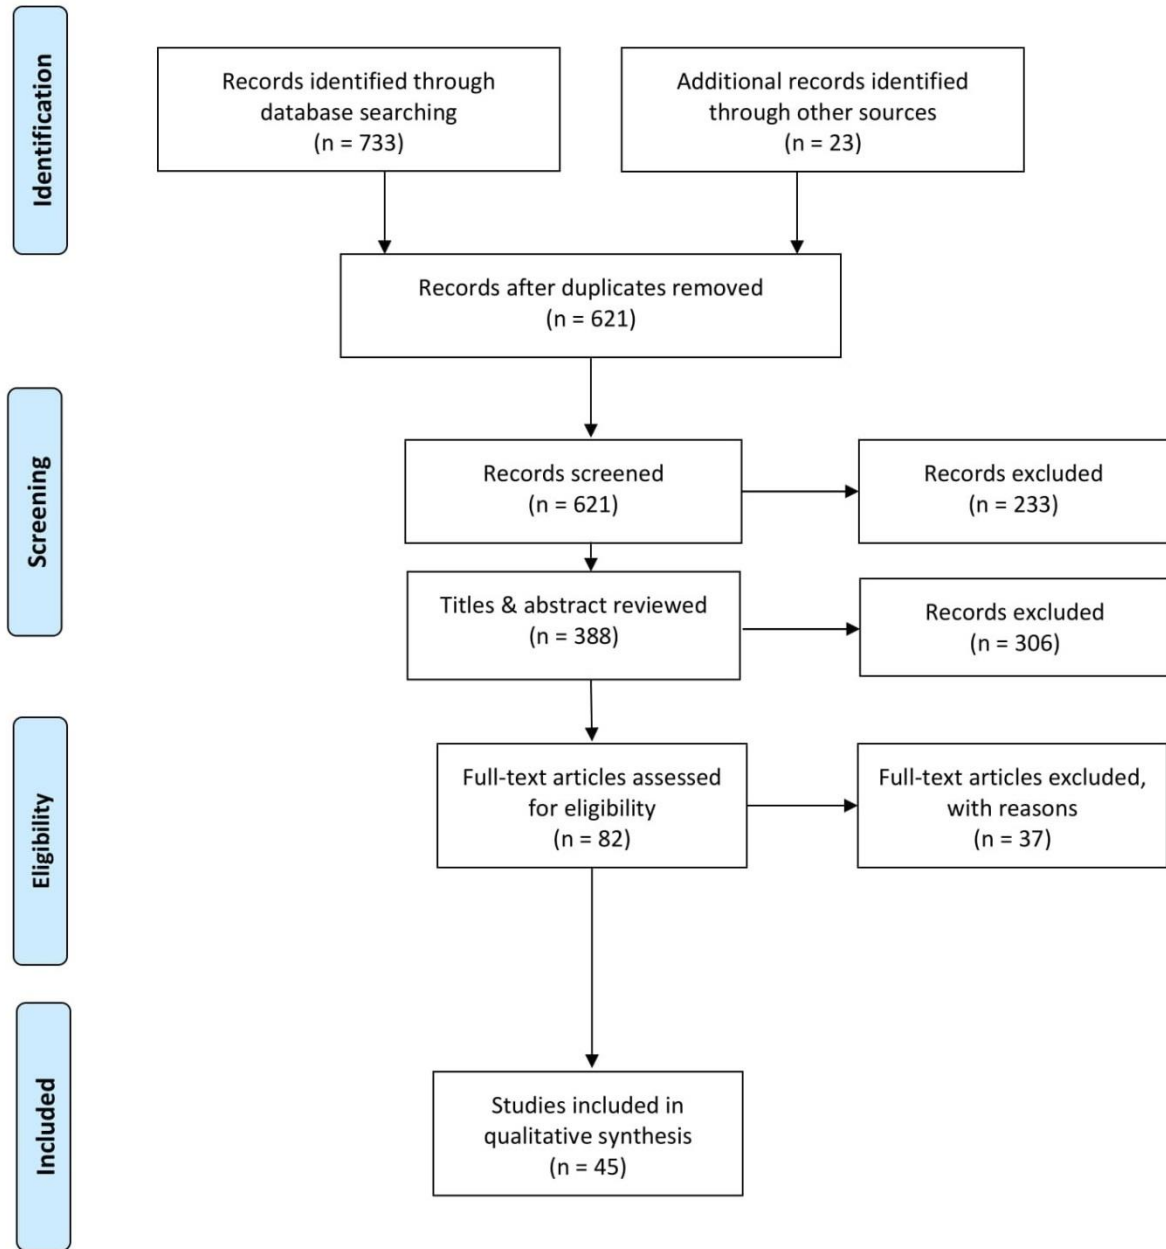 Identification
Records identified through
database searching
(n = 733)
Additional records identified
through other sources
(n = 23)
Records after duplicates removed
(n = 621)
Screening
Records screened
(n = 621)
Records excluded
(n = 233)
Titles & abstract reviewed
(n = 388)
Records excluded
(n = 306)
Eligibility
Full-text articles assessed
for eligibility
(n = 82)
Full-text articles excluded,
with reasons
(n = 37)
Included
Studies included in
qualitative synthesis
(n = 45)